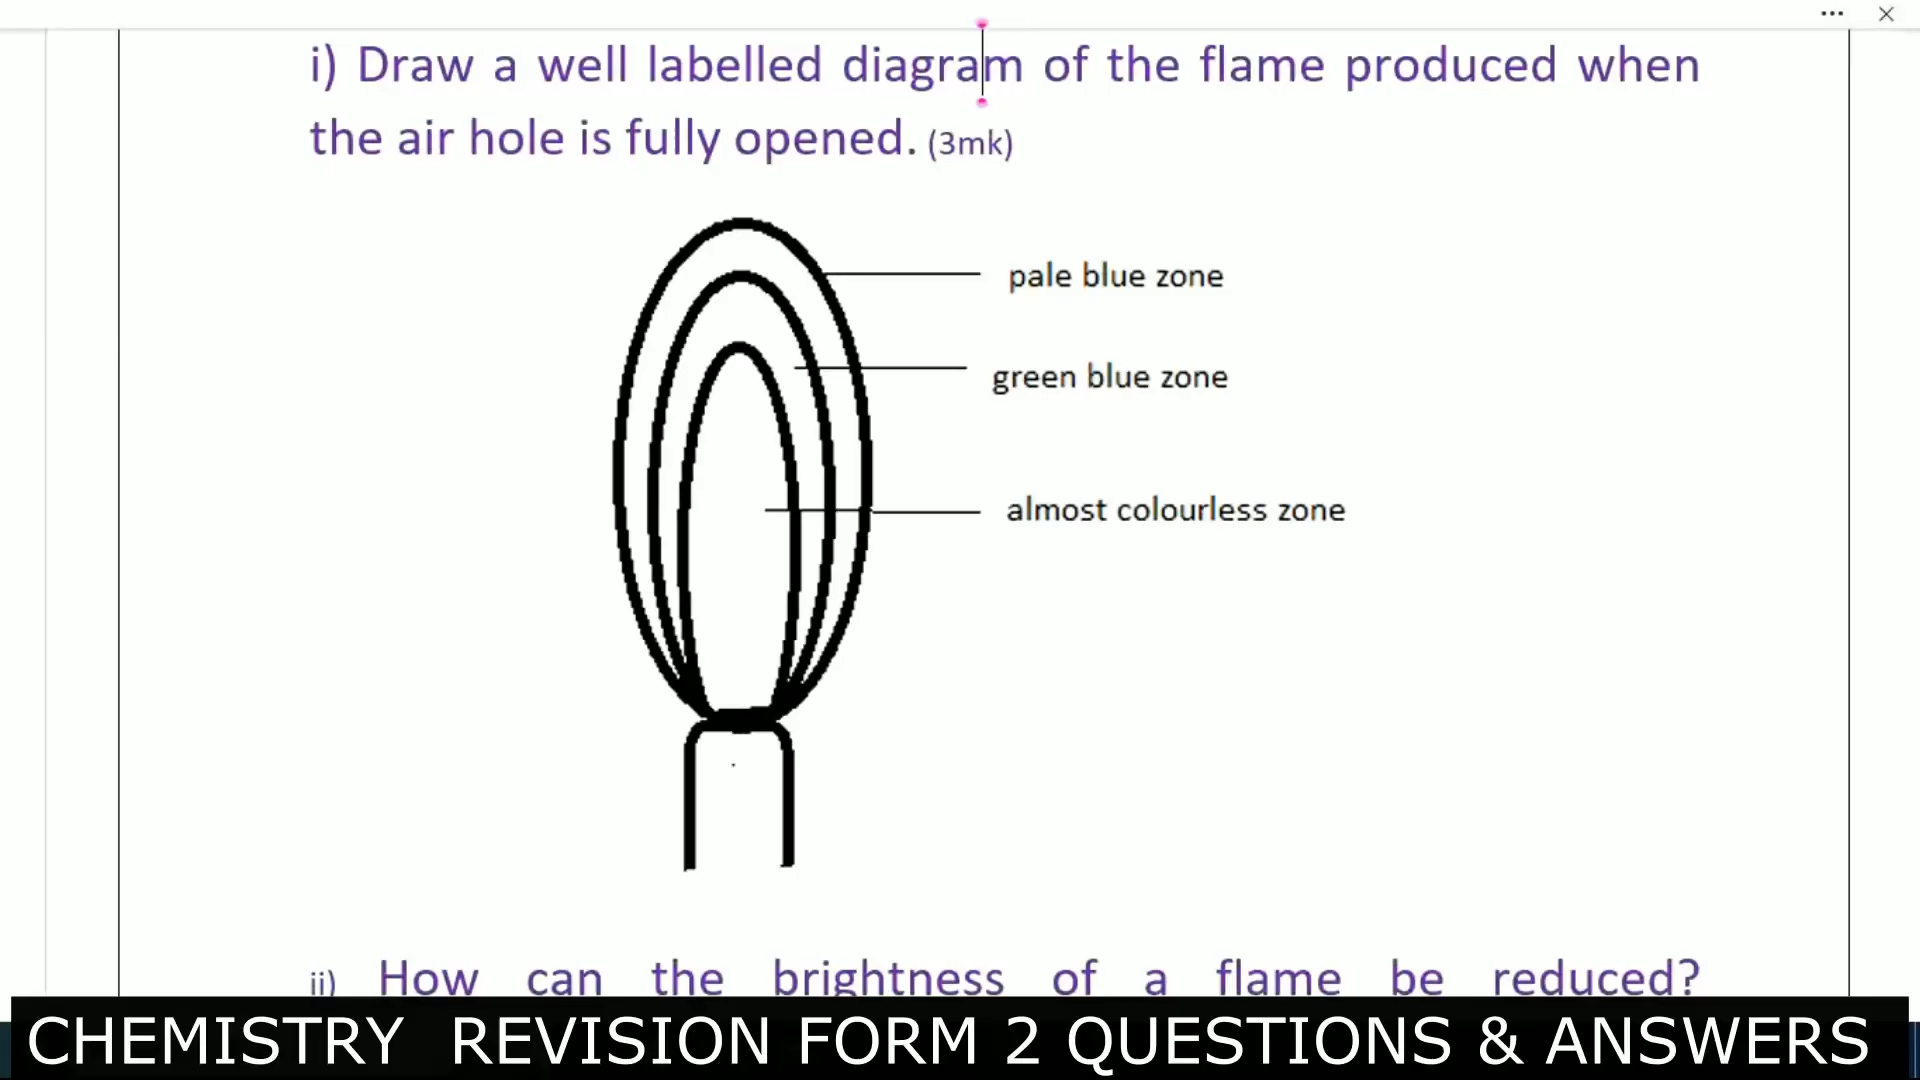 i) Draw a well labelled diagram of the flame produced when
the air hole is fully opened. (3mk)
pale blue zone
green blue zone
almost colourless zone
ii) How can the brightness of a flame be reduced?
CHEMISTRY REVISION FORM 2 QUESTIONS & ANSWERS